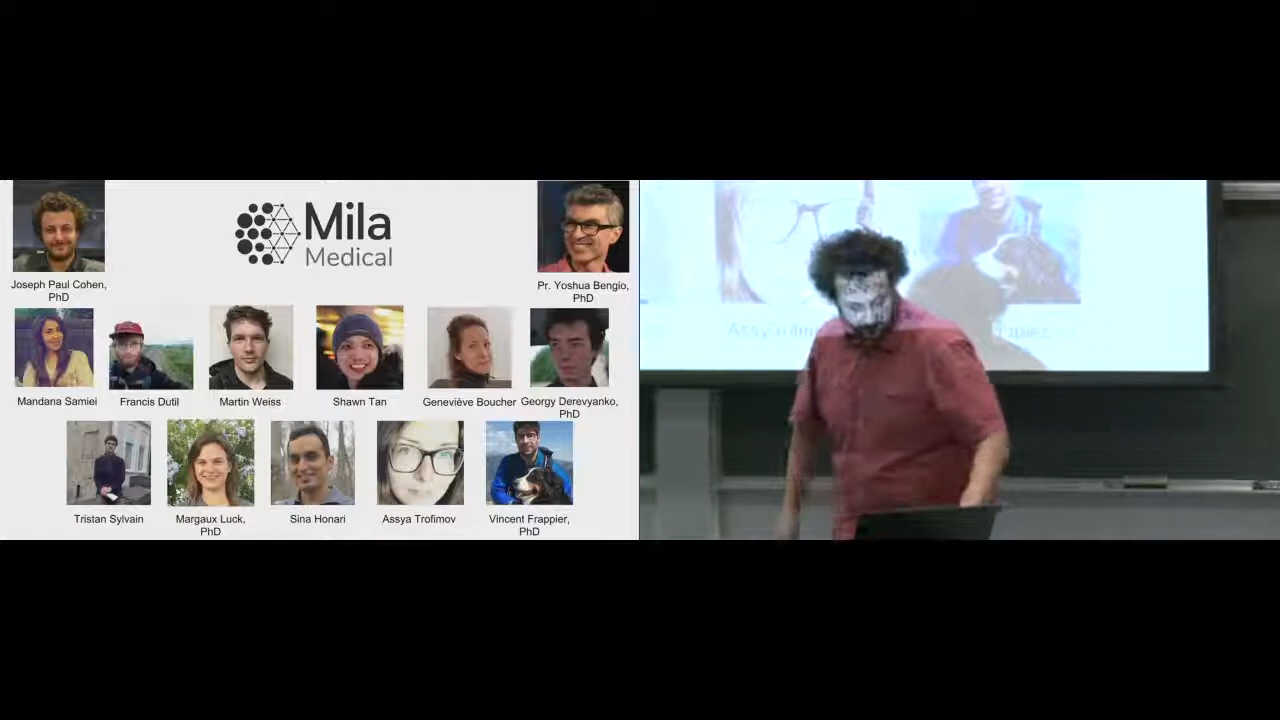 Mila
Medical
Joseph Paul Cohen,
PhD
Pr. Yoshua Bengio,
PhD
Mandana Samiei
Francis Dutil
Martin Weiss
Shawn Tan
Geneviève Boucher
Georgy Derevyanko,
PhD
Tristan Sylvain
Margaux Luck,
PhD
Sina Honari
Assya Trofimov
Vincent Frappier,
PhD